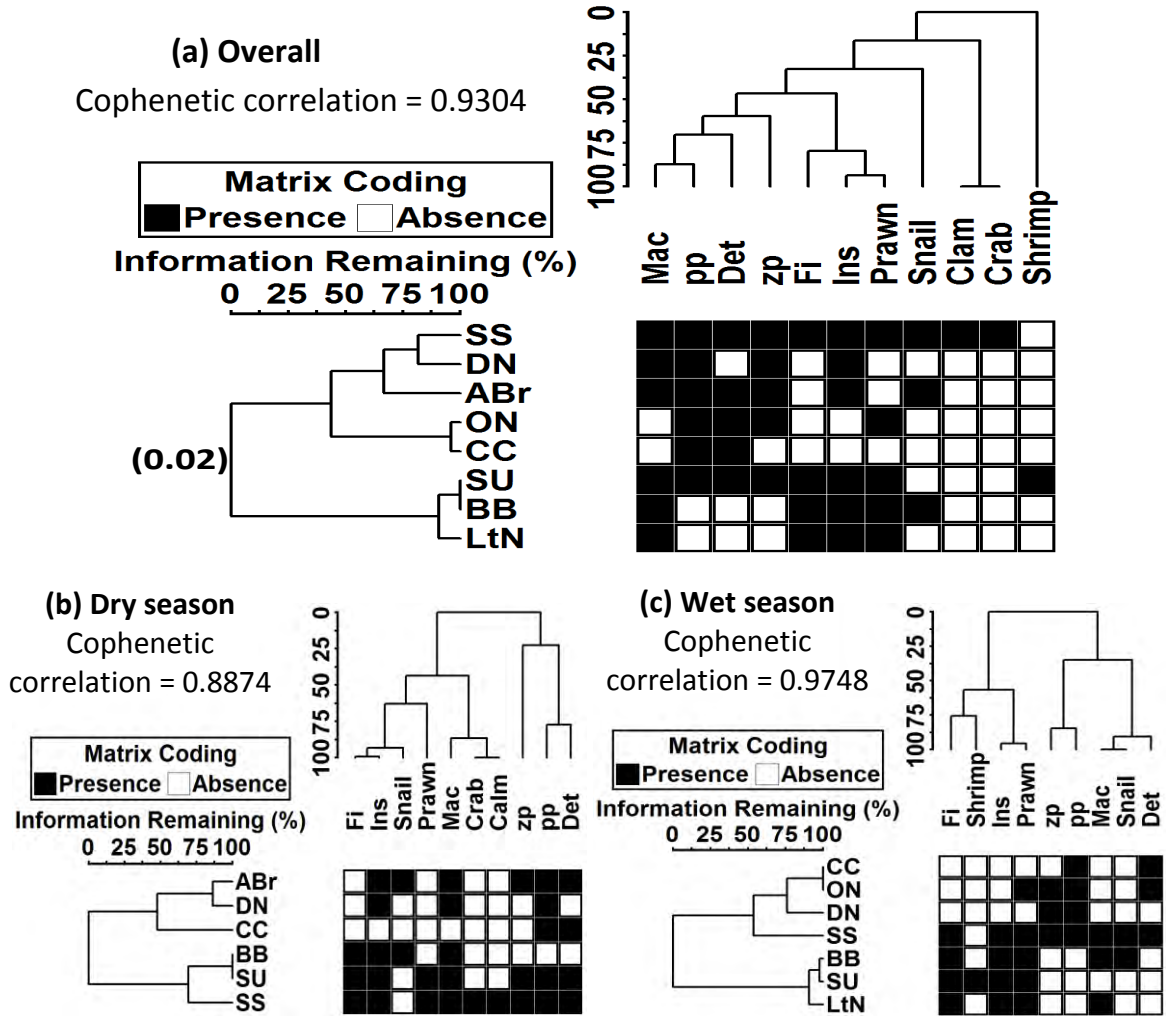 (a) Overall
Cophenetic correlation = 0.9304
0 25 50 75 100
Matrix Coding
Presence Absence
Information Remaining (%)
0 25 50 75 100
Mac pp Det zp Fi Ins Prawn Snail Clam Crab Shrimp
SS
DN
ABr
ON
CC
(0.02)
SU
BB
LtN
(b) Dry season
Cophenetic
correlation = 0.8874
0 25 50 75 100
Matrix Coding
Presence Absence
Information Remaining (%)
0 25 50 75 100
Fi Ins Snail Prawn Mac Crab Calm zp pp Det
ABr
DN
CC
BB
SU
SS
(c) Wet season
Cophenetic
correlation = 0.9748
0 25 50 75 100
Matrix Coding
Presence Absence
Information Remaining (%)
0 25 50 75 100
Fi Shrimp Ins Prawn zp pp Mac Snail Det
CC
ON
DN
SS
BB
SU
LtN